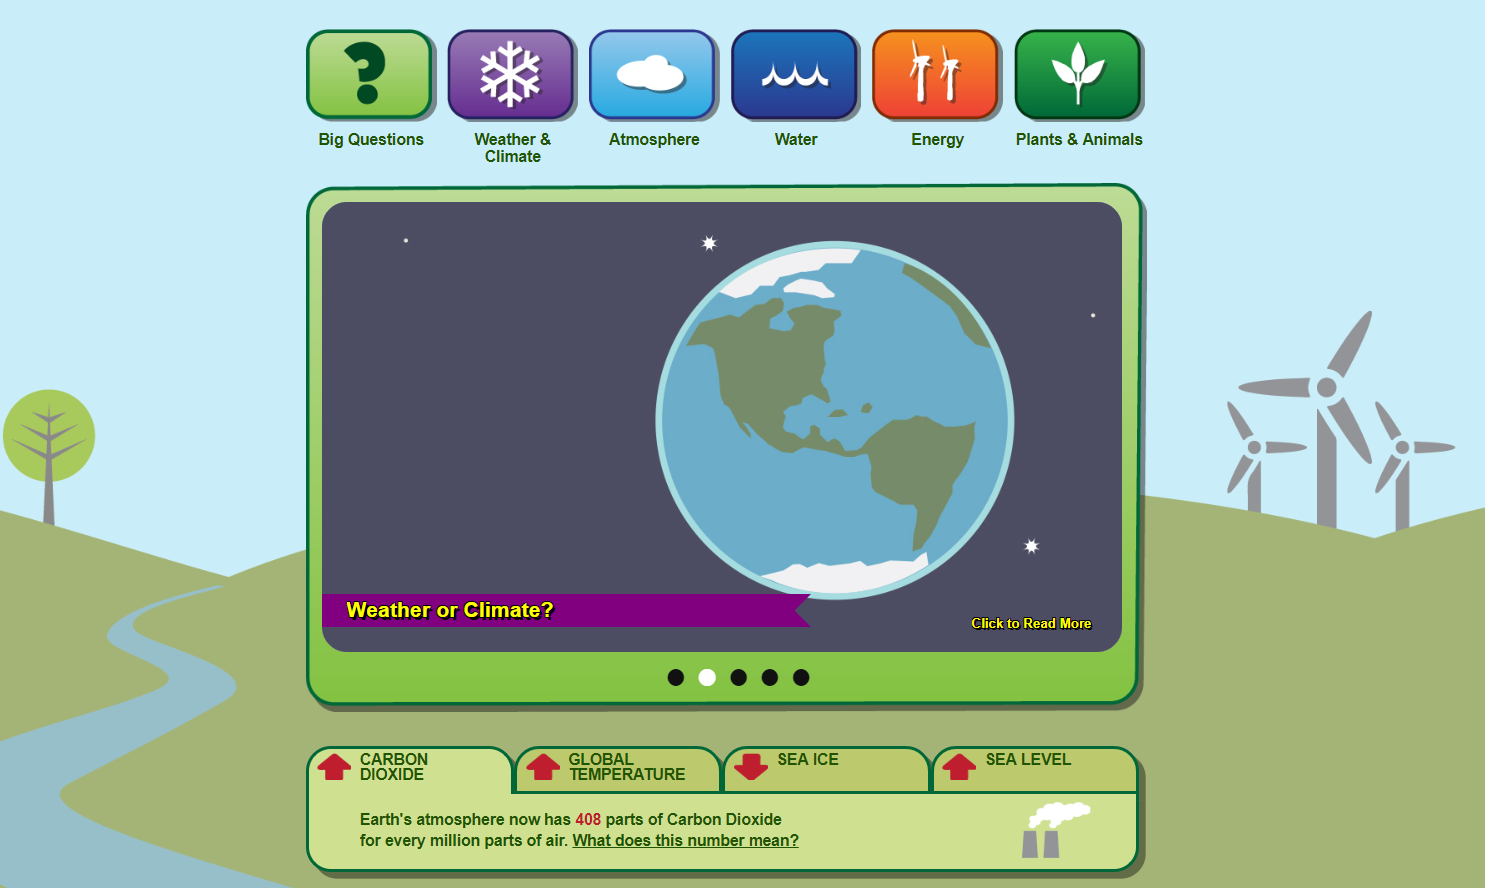 Big Questions
Weather &
Climate
Atmosphere
Water
Energy
Plants & Animals
Weather or Climate?
Click to Read More
CARBON
DIOXIDE
GLOBAL
TEMPERATURE
SEA ICE
SEA LEVEL
Earth's atmosphere now has 408 parts of Carbon Dioxide
for every million parts of air. What does this number mean?